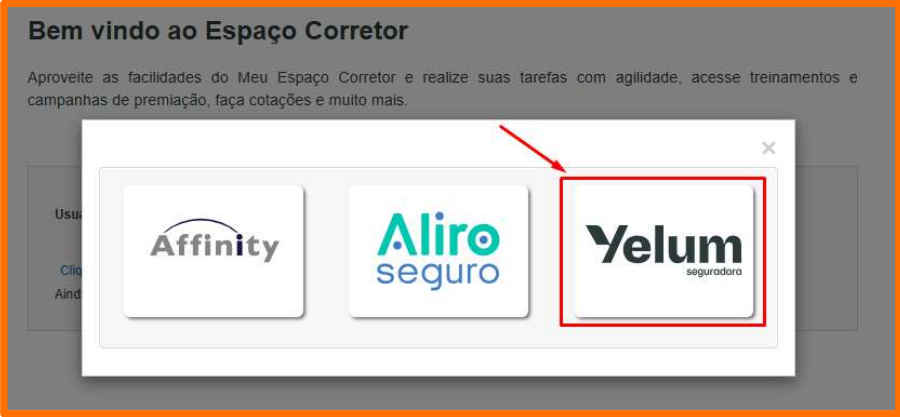 Bem vindo ao Espaço Corretor
Aproveite as facilidades do Meu Espaço Corretor e realize suas tarefas com agilidade, acesse treinamentos e
campanhas de premiação, faça cotações e muito mais.
×
Affinity
Aliro
seguro
Yelum
seguradora